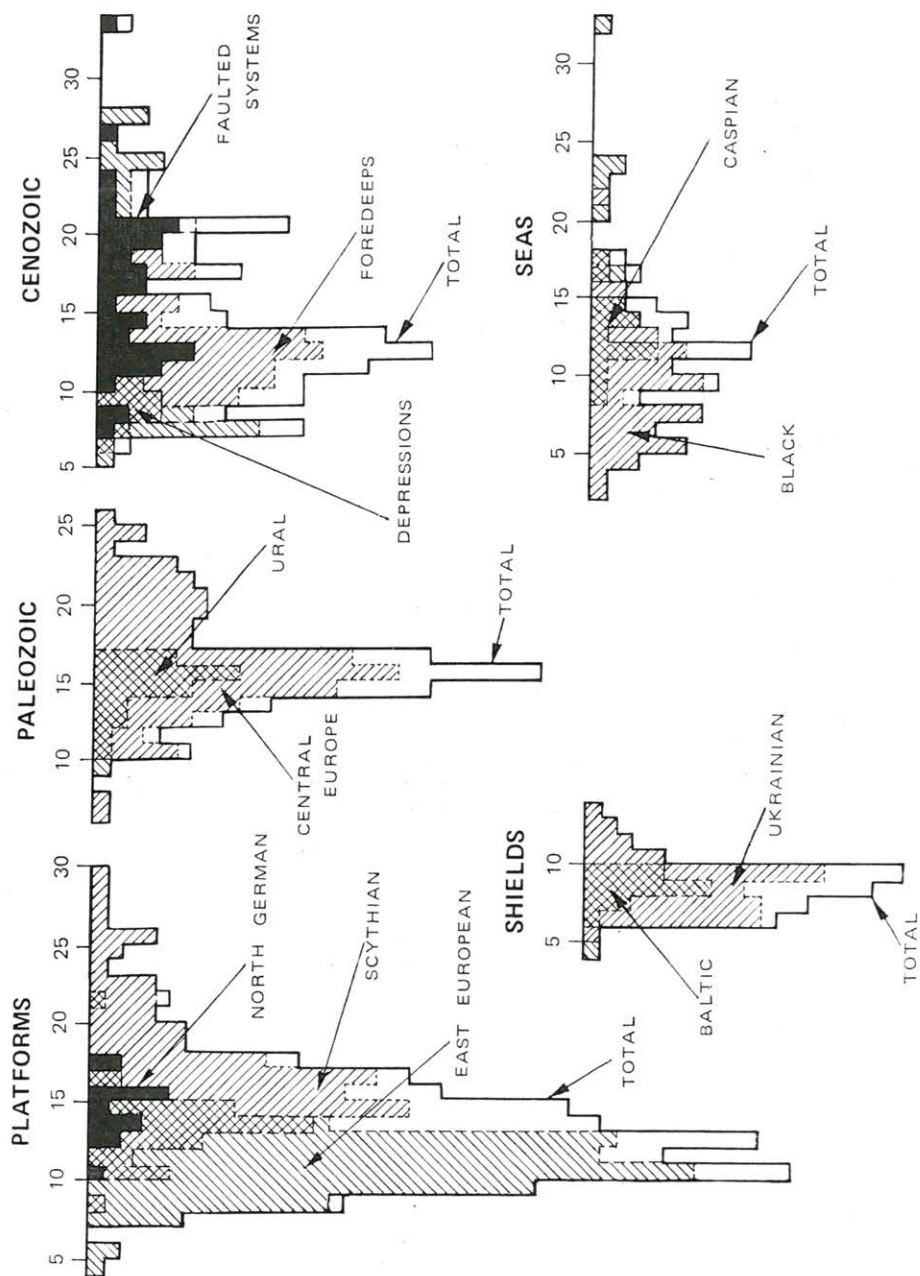 PLATFORMS
5
10
15
20
25
30
NORTH GERMAN
SCYTHIAN
EAST EUROPEAN
TOTAL
PALEOZOIC
10
15
20
25
URAL
CENTRAL
EUROPE
TOTAL
CENOZOIC
5
10
15
20
25
30
FAULTED
SYSTEMS
FOREDEEPS
TOTAL
DEPRESSIONS
SHIELDS
5
10
UKRAINIAN
BALTIC
TOTAL
SEAS
5
10
15
20
30
CASPIAN
TOTAL
BLACK